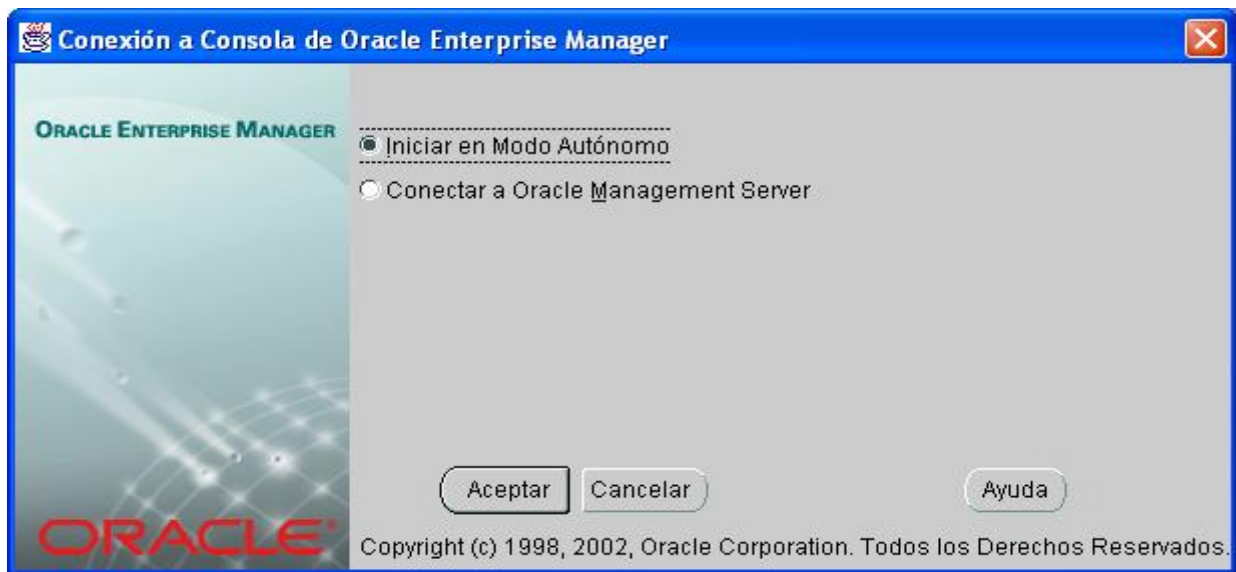 Conexión a Consola de Oracle Enterprise Manager
ORACLE ENTERPRISE MANAGER
Iniciar en Modo Autónomo
Conectar a Oracle Management Server
Aceptar
Cancelar
Ayuda
ORACLE
Copyright (c) 1998, 2002, Oracle Corporation. Todos los Derechos Reservados.